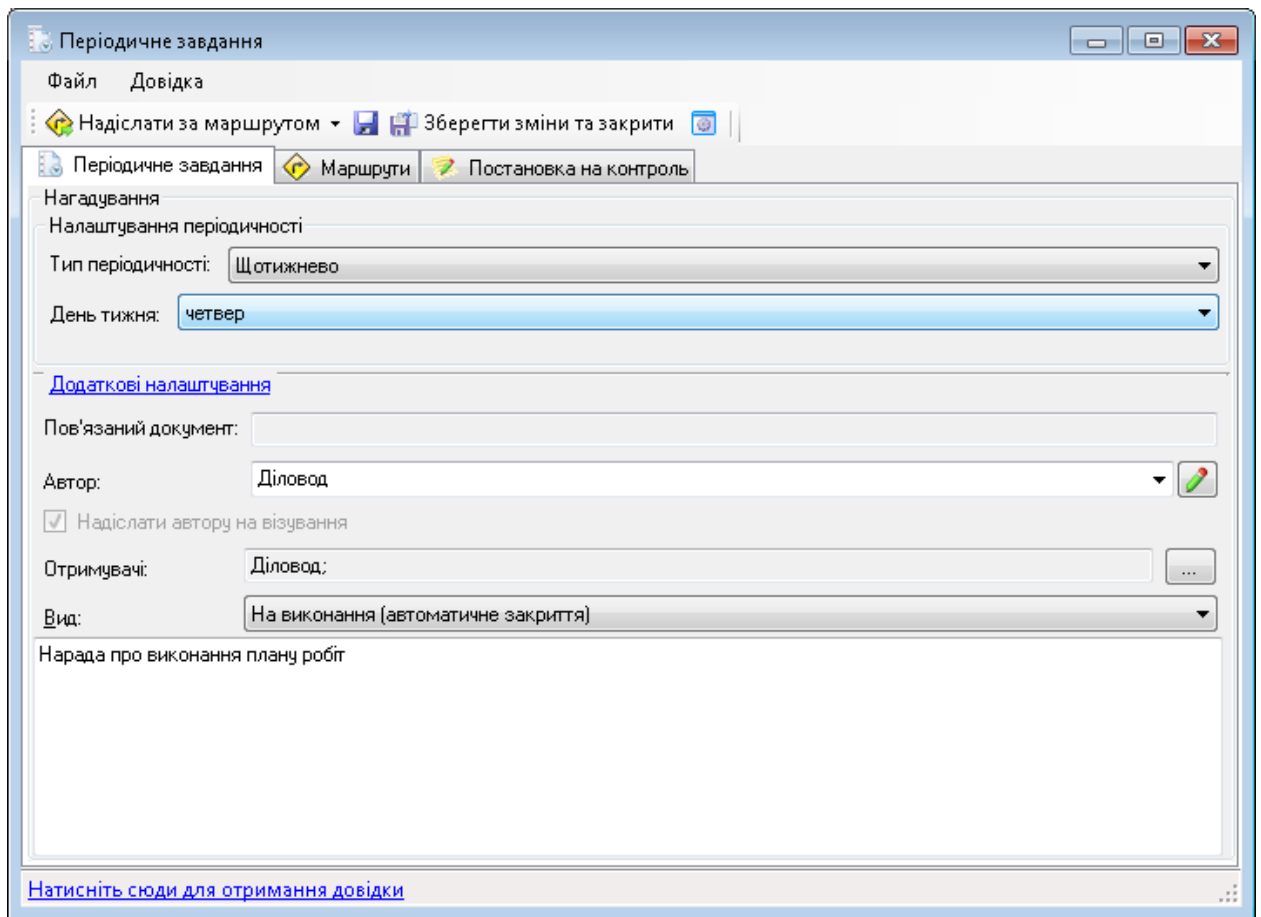 Періодичне завдання
Файл Довідка
Надіслати за маршрутом Зберегти зміни та закрити
Періодичне завдання Маршрути Постановка на контроль
Нагадування
Налаштування періодичності
Тип періодичності: Щотижнево
День тижня: четвер
Додаткові налаштування
Пов'язаний документ:
Автор: Діловод
Надіслати автору на візування
Отримувачі: Діловод; ...
Вид: На виконання (автоматичне закриття)
Нарада про виконання плану робіт
Натисніть сюди для отримання довідки